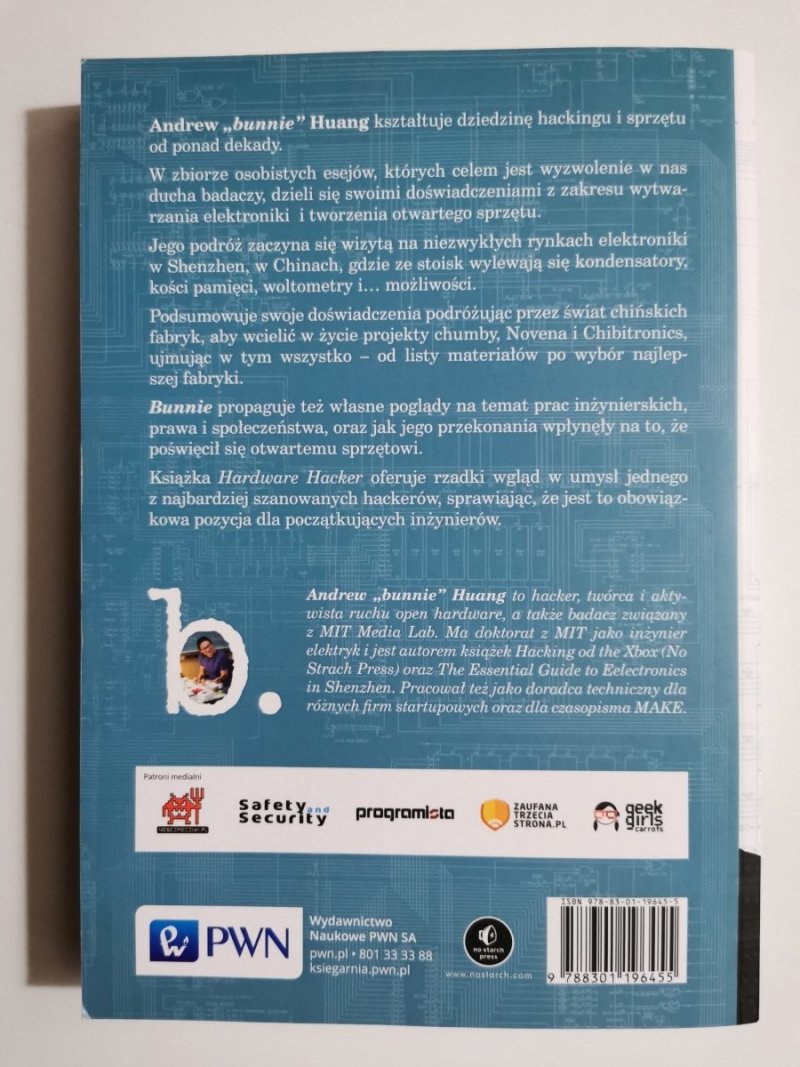 Andrew „bunnie” Huang kształtuje dziedzinę hackingu i sprzętu
od ponad dekady.
W zbiorze osobistych esejów, których celem jest wyzwolenie w nas
ducha badaczy, dzieli się swoimi doświadczeniami z zakresu wytwa-
rzania elektroniki i tworzenia otwartego sprzętu.
Jego podróż zaczyna się wizytą na niezwykłych rynkach elektroniki
w Shenzhen, w Chinach, gdzie ze stoisk wylewają się kondensatory,
kości pamięci, woltometry i... możliwości.
Podsumowuje swoje doświadczenia podróżując przez świat chińskich
fabryk, aby wcielić w życie projekty chumby, Novena i Chibitronics,
ujmując w tym wszystko – od listy materiałów po wybór najlep-
szej fabryki.
Bunnie propaguje też własne poglądy na temat prac inżynierskich,
prawa i społeczeństwa, oraz jak jego przekonania wpłynęły na to, że
poświęcił się otwartemu sprzętowi.
Książka Hardware Hacker oferuje rzadki wgląd w umysł jednego
z najbardziej szanowanych hackerów, sprawiając, że jest to obowiąz-
kowa pozycja dla początkujących inżynierów.
b.
Andrew „bunnie” Huang to hacker, twórca i akty-
wista ruchu open hardware, a także badacz związany
z MIT Media Lab. Ma doktorat z MIT jako inżynier
elektryk i jest autorem książek Hacking od the Xbox (No
Strach Press) oraz The Essential Guide to Eelectronics
in Shenzhen. Pracował też jako doradca techniczny dla
różnych firm startupowych oraz dla czasopisma MAKE.
Patroni medialni
NIEBEZPIECZNIK.PL
Safety and
Security
programista
ZAUFANA
TRZECIA
STRONA.PL
geek
girls
carrots
PWN
Wydawnictwo
Naukowe PWN SA
pwn.pl • 801 33 33 88
ksiegarnia.pwn.pl
no starch
press
www.nostarch.com
ISBN 978-83-01-19645-5
9 788301 196455